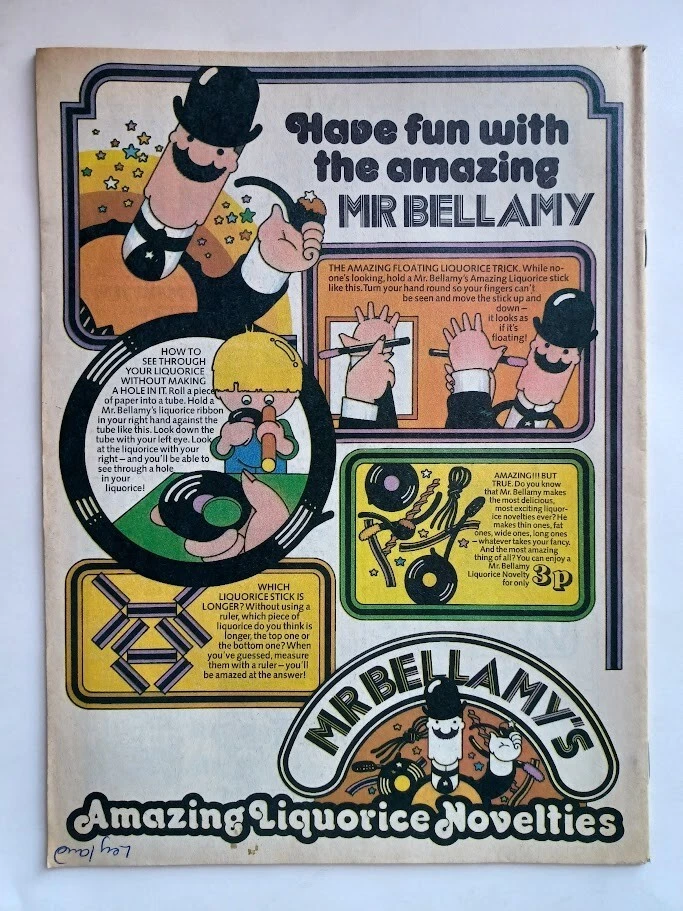 Have fun with
the amazing
MR BELLAMY
THE AMAZING FLOATING LIQUORICE TRICK. While no-
one's looking, hold a Mr. Bellamy's Amazing Liquorice stick
like this. Turn your hand round so your fingers can't
be seen and move the stick up and
down –
it looks as
if it's
floating!
HOW TO
SEE THROUGH
YOUR LIQUORICE
WITHOUT MAKING
A HOLE IN IT. Roll a piece
of paper into a tube. Hold a
Mr. Bellamy's liquorice ribbon
in your right hand against the
tube like this. Look down the
tube with your left eye. Look
at the liquorice with your
right – and you'll be able to
see through a hole
in your
liquorice!
AMAZING!!! BUT
TRUE. Do you know
that Mr. Bellamy makes
the most delicious,
most exciting liquor-
ice novelties ever? He
makes thin ones, fat
ones, wide ones, long ones
– whatever takes your fancy.
And the most amazing
thing of all? You can enjoy a
Mr. Bellamy
Liquorice Novelty
for only 3p
WHICH
LIQUORICE STICK IS
LONGER? Without using a
ruler, which piece of
liquorice do you think is
longer, the top one or
the bottom one? When
you've guessed, measure
them with a ruler – you'll
be amazed at the answer!
MR BELLAMY'S
Amazing Liquorice Novelties
Leyland